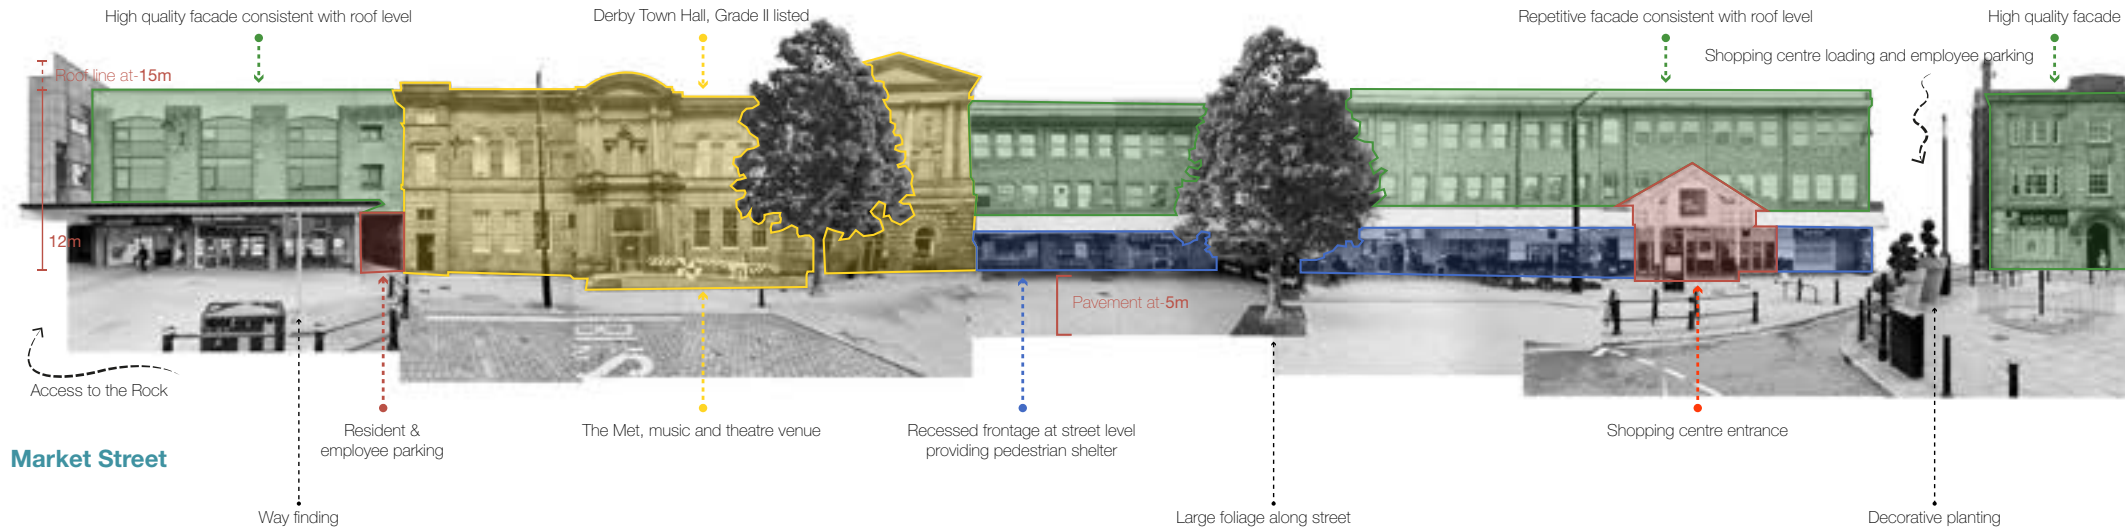 High quality facade consistent with roof level
Derby Town Hall, Grade II listed
Repetitive facade consistent with roof level
High quality facade
Shopping centre loading and employee parking
Roof line at-15m
12m
Pavement at-5m
Access to the Rock
Resident &
employee parking
The Met, music and theatre venue
Recessed frontage at street level
providing pedestrian shelter
Shopping centre entrance
Market Street
Way finding
Large foliage along street
Decorative planting